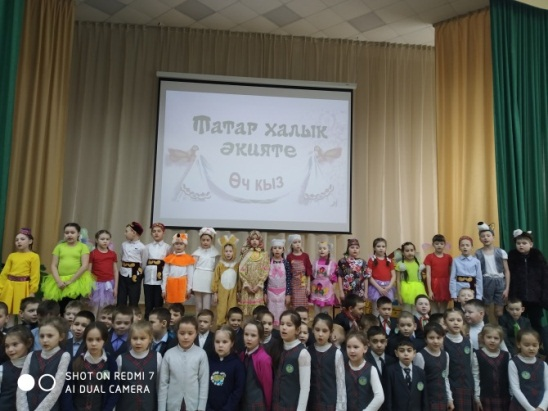 Татар халык
әкияте
Өч кыз
SHOT ON REDMI 7
AI DUAL CAMERA